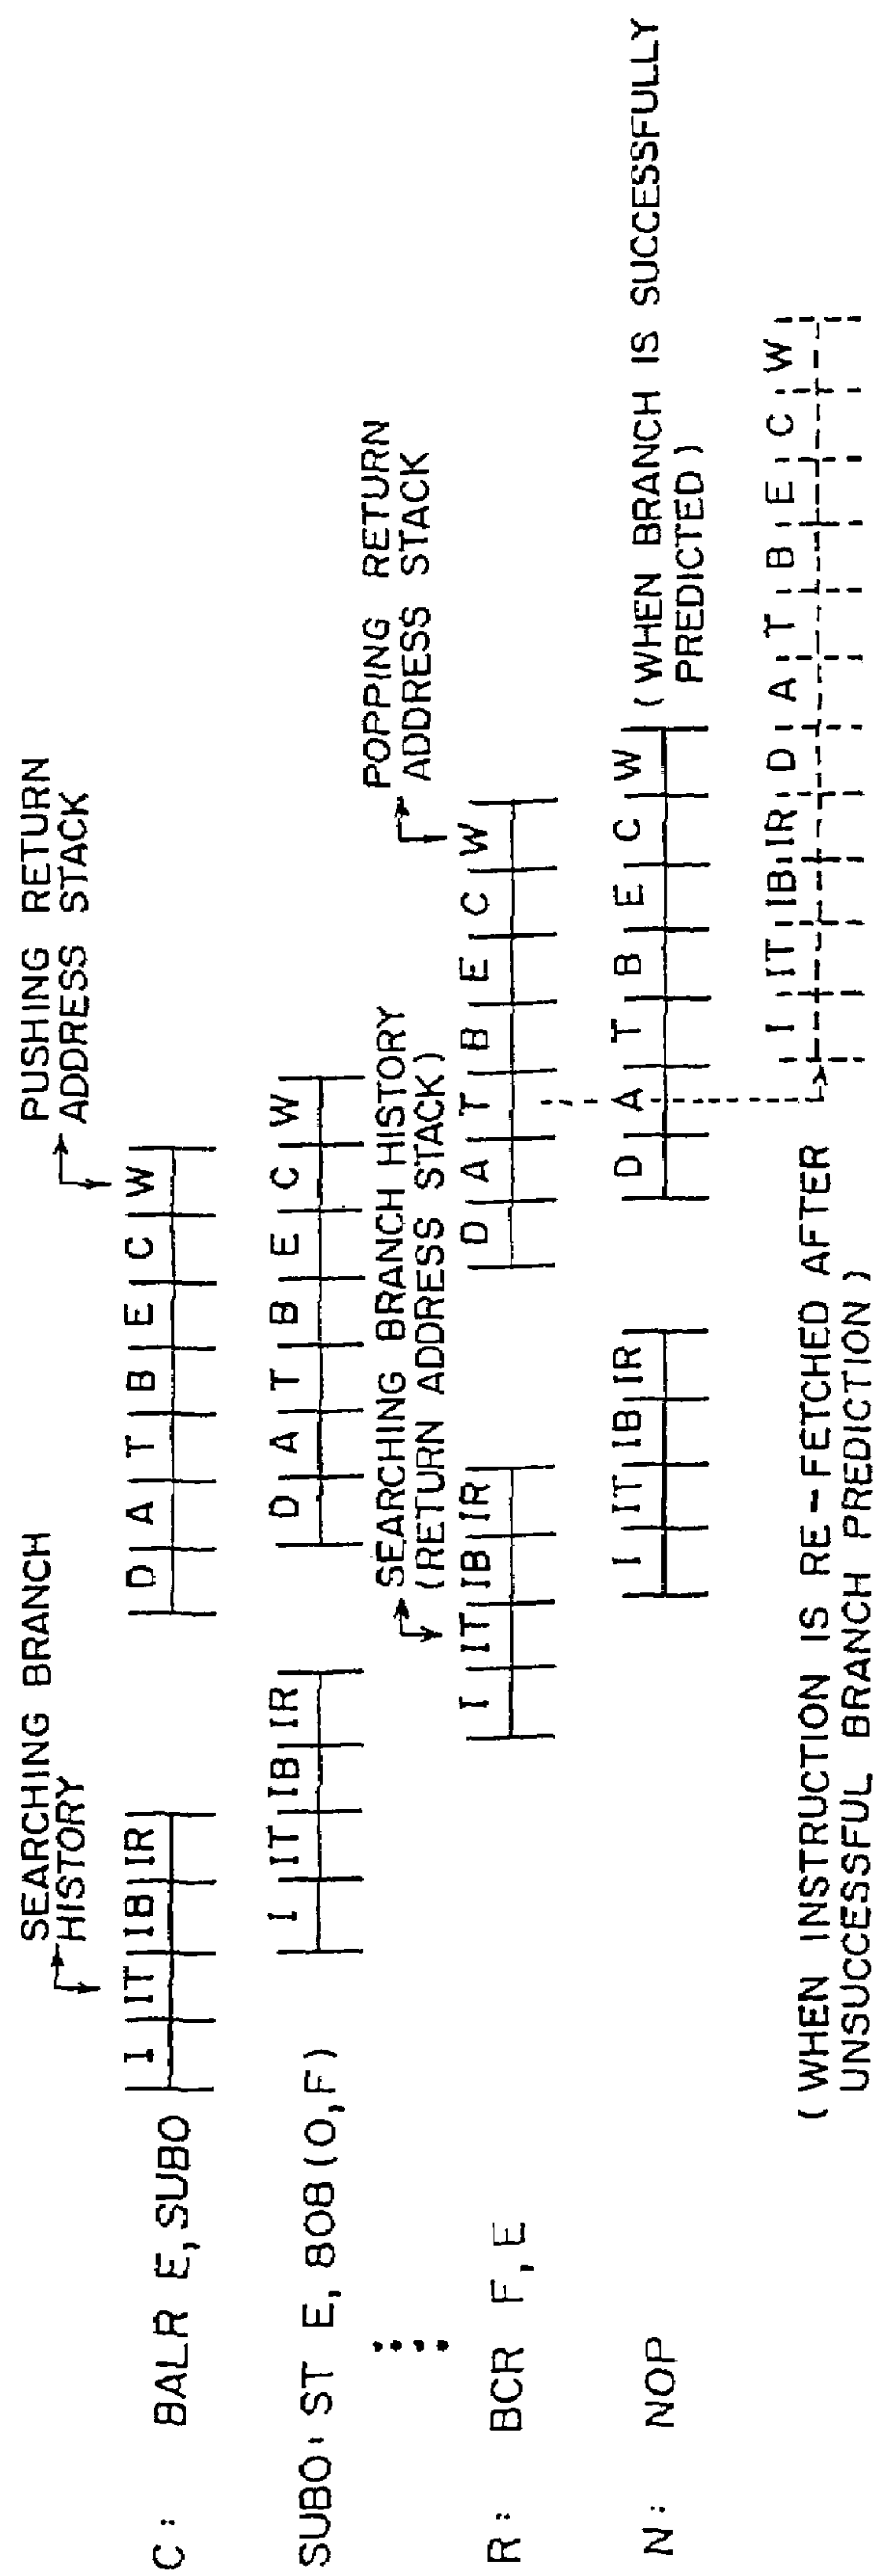 SEARCHING BRANCH
HISTORY
PUSHING RETURN
ADDRESS STACK
C: BALR E,SUB0 I IT IB IR D A T B E C W
SUB0: ST E, 808(0,F) I IT IB IR D A T B E C W
SEARCHING BRANCH HISTORY
(RETURN ADDRESS STACK)
POPPING RETURN
ADDRESS STACK
R: BCR F,E I IT IB IR D A T B E C W
N: NOP I IT IB IR D A T B E C W
(WHEN BRANCH IS SUCCESSFULLY
PREDICTED)
I IT IB IR D A T B E C W
(WHEN INSTRUCTION IS RE-FETCHED AFTER
UNSUCCESSFUL BRANCH PREDICTION)